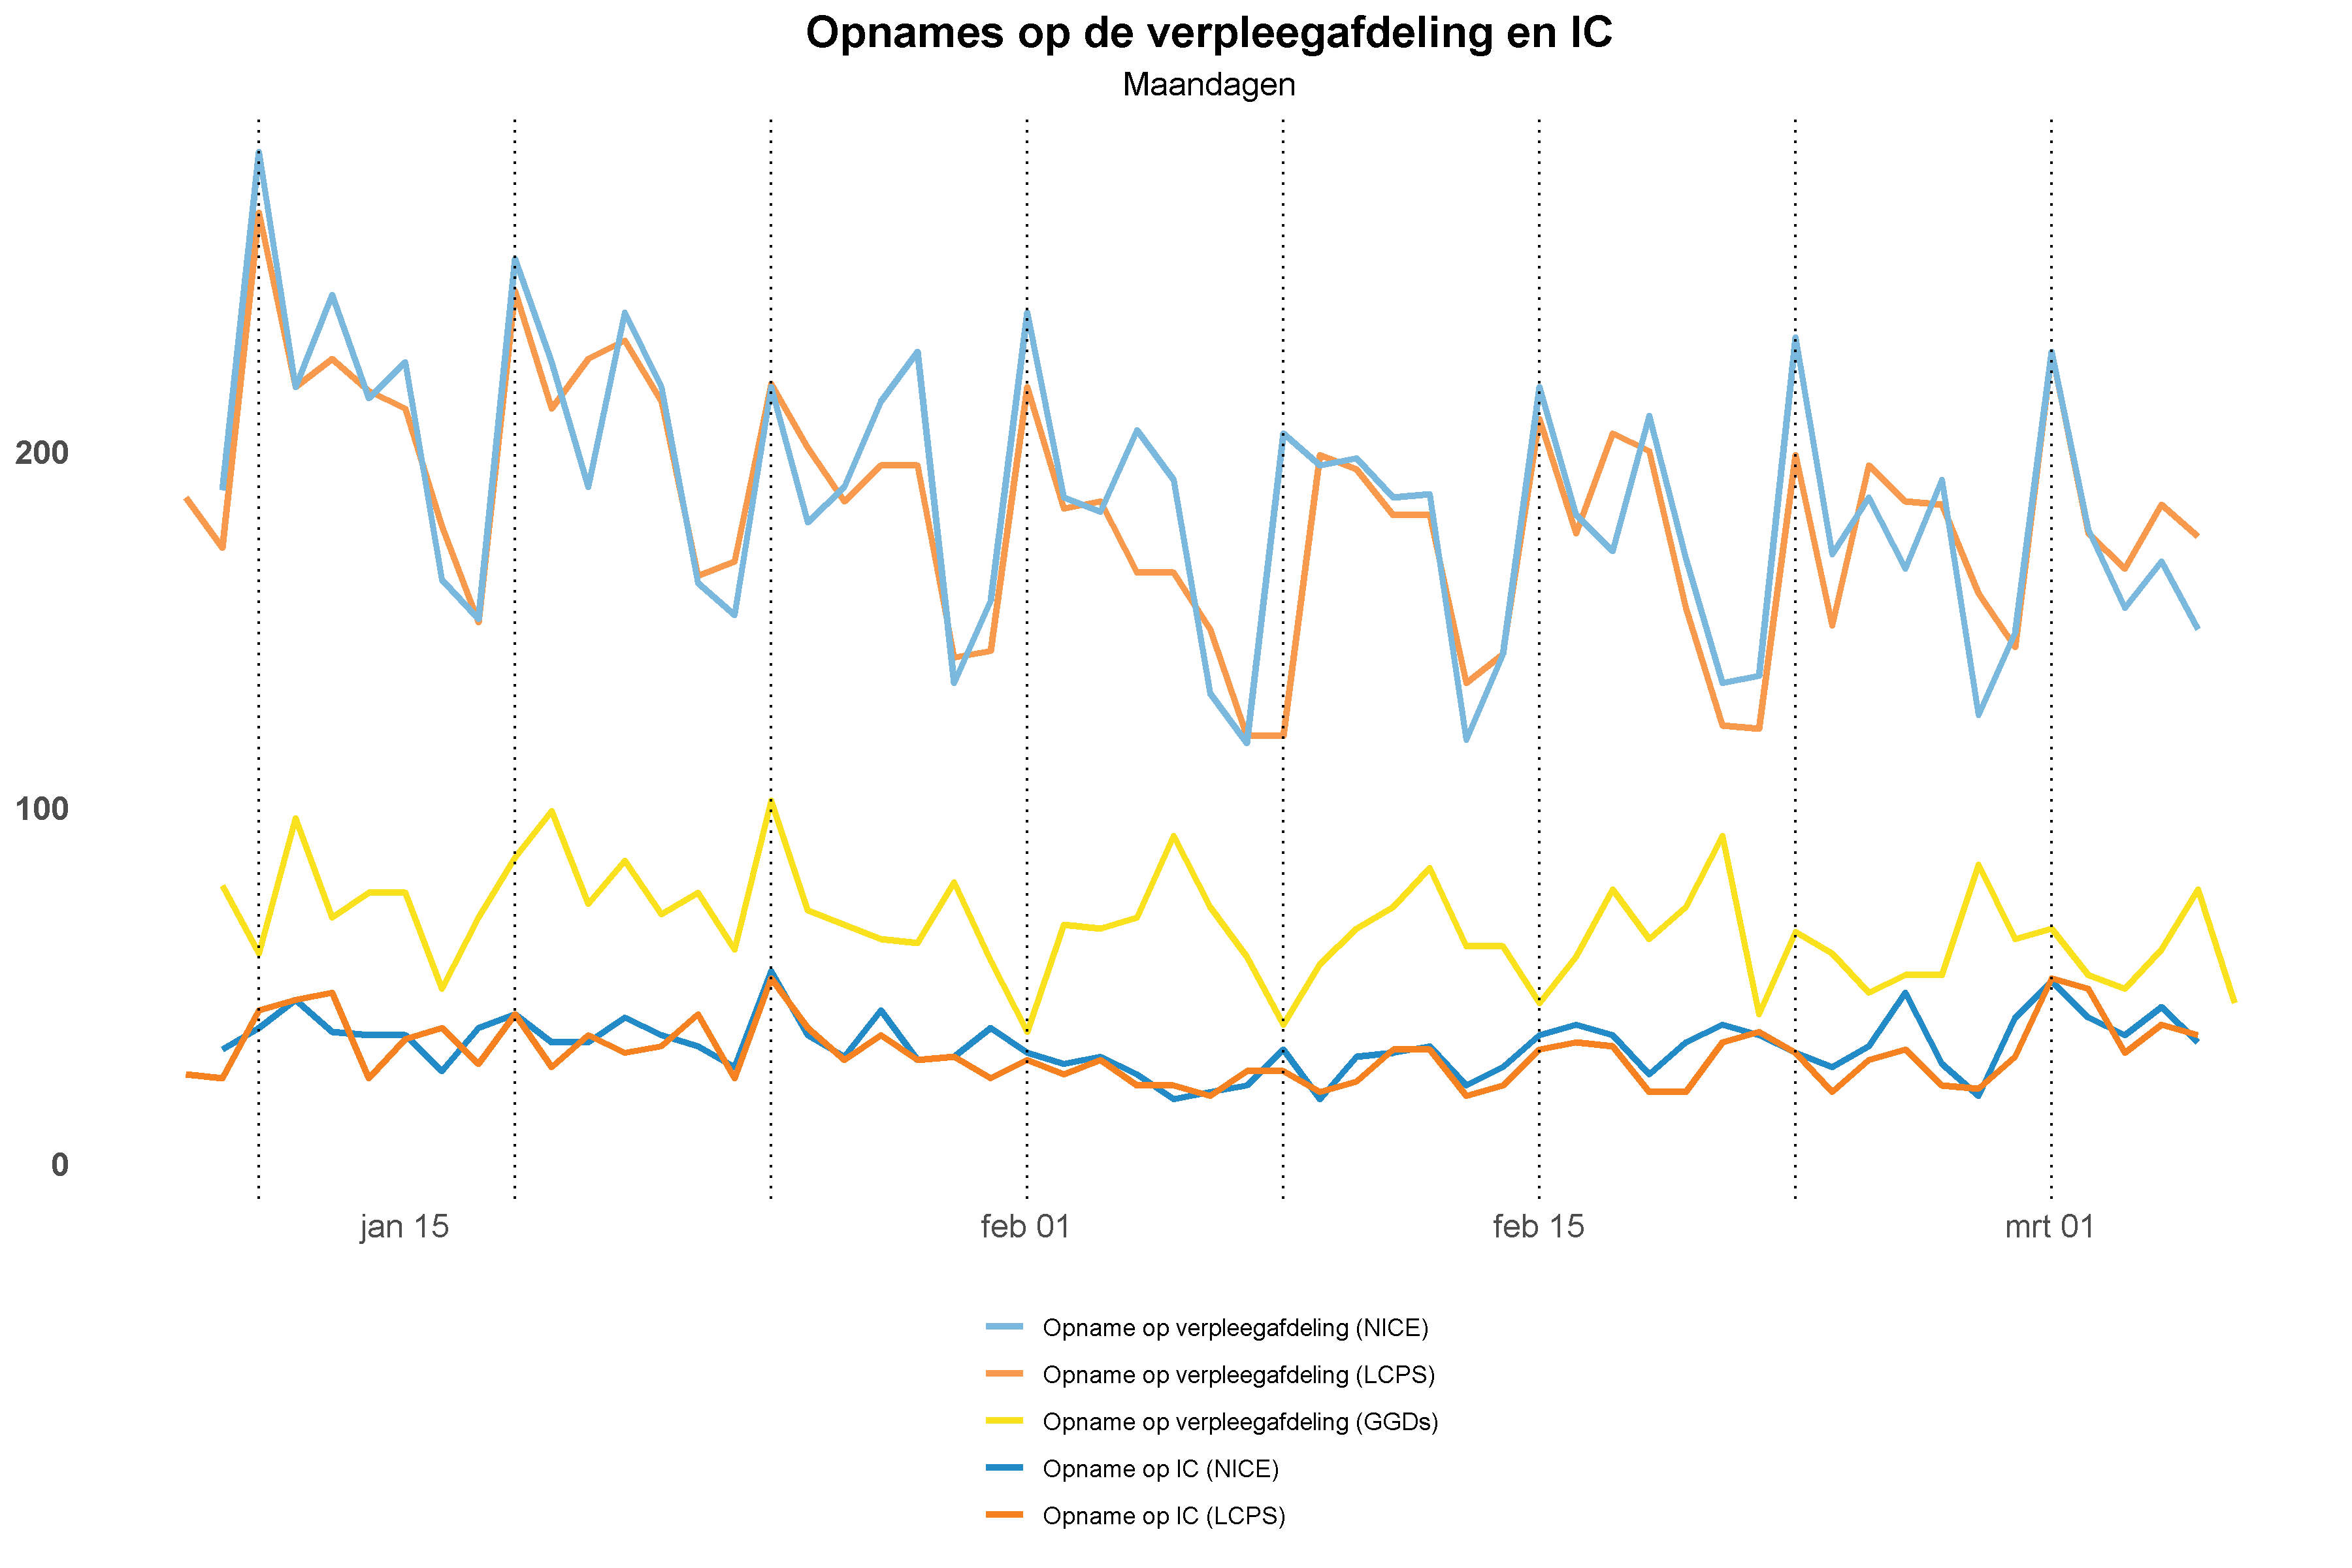 Opnames op de verpleegafdeling en IC
Maandagen
200
100
0
jan 15 feb 01 feb 15 mrt 01
Opname op verpleegafdeling (NICE)
Opname op verpleegafdeling (LCPS)
Opname op verpleegafdeling (GGDs)
Opname op IC (NICE)
Opname op IC (LCPS)